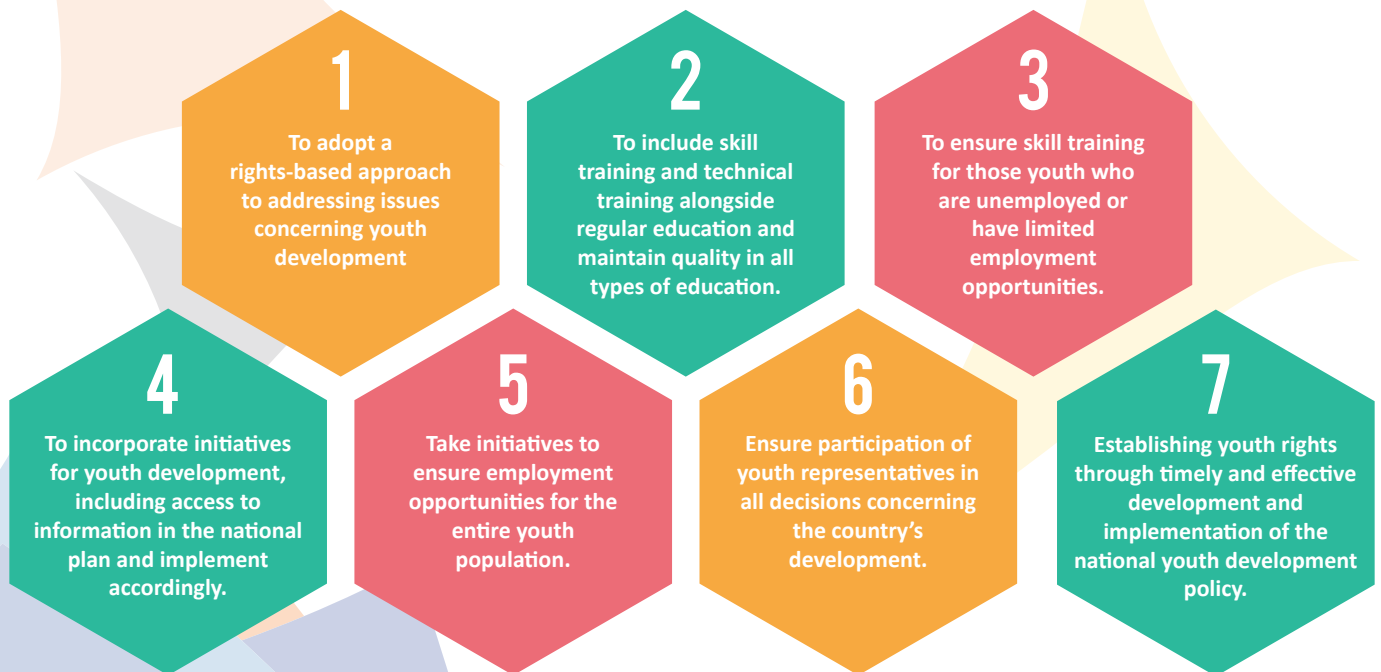 1
To adopt a
rights-based approach
to addressing issues
concerning youth
development
2
To include skill
training and technical
training alongside
regular education and
maintain quality in all
types of education.
3
To ensure skill training
for those youth who
are unemployed or
have limited
employment
opportunities.
4
To incorporate initiatives
for youth development,
including access to
information in the national
plan and implement
accordingly.
5
Take initiatives to
ensure employment
opportunities for the
entire youth
population.
6
Ensure participation of
youth representatives in
all decisions concerning
the country’s
development.
7
Establishing youth rights
through timely and effective
development and
implementation of the
national youth development
policy.